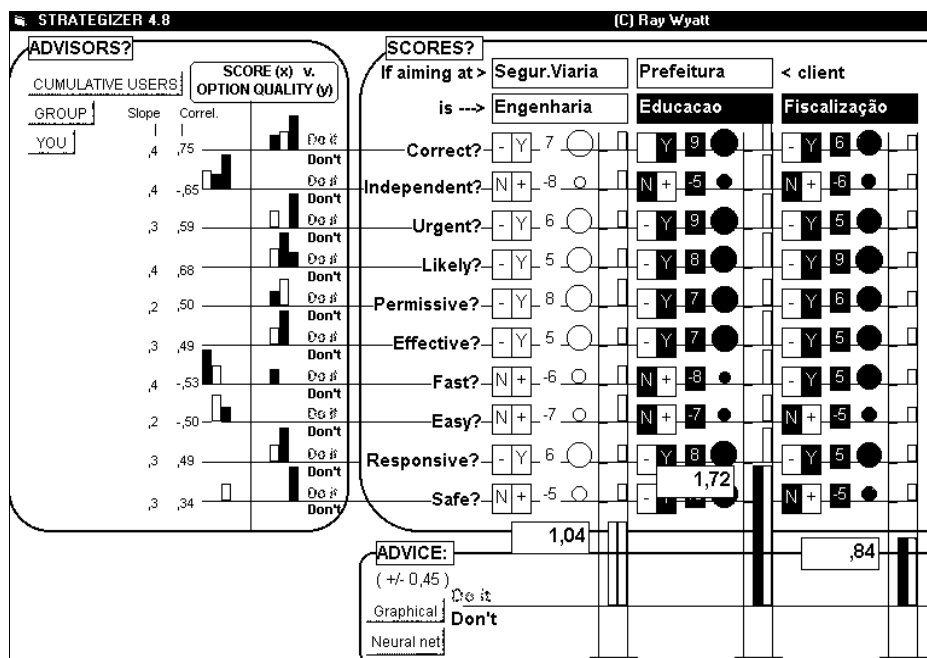 STRATEGIZER 4.8 (C) Ray Wyatt
ADVISORS?
CUMULATIVE USERS
GROUP
YOU
SCORE (x) v.
OPTION QUALITY (y)
Slope Correl.
,4 ,75 Do it
Don't
,4 -,65 Do it
Don't
,3 ,59 Do it
Don't
,4 ,68 Do it
Don't
,2 ,50 Do it
Don't
,3 ,49 Do it
Don't
,4 -,53 Do it
Don't
,2 -,50 Do it
Don't
,3 ,49 Do it
Don't
,3 ,34 Do it
Don't
SCORES?
If aiming at > Segur.Viaria Prefeitura < client
is ---> Engenharia Educacao Fiscalização
Correct? - Y 7 Y 9 - Y 6
Independent? N + -8 N + -5 N + -6
Urgent? - Y 6 - Y 9 - Y 5
Likely? - Y 5 - Y 8 - Y 9
Permissive? - Y 8 - Y 7 - Y 6
Effective? - Y 5 - Y 7 - Y 5
Fast? N + -6 N + -8 - Y 5
Easy? N + -7 N + -7 N + -5
Responsive? - Y 6 - Y 8 - Y 5
Safe? N + -5 - N + -5
1,04 1,72 ,84
ADVICE:
( +/- 0,45 )
Graphical
Neural net
Do it
Don't